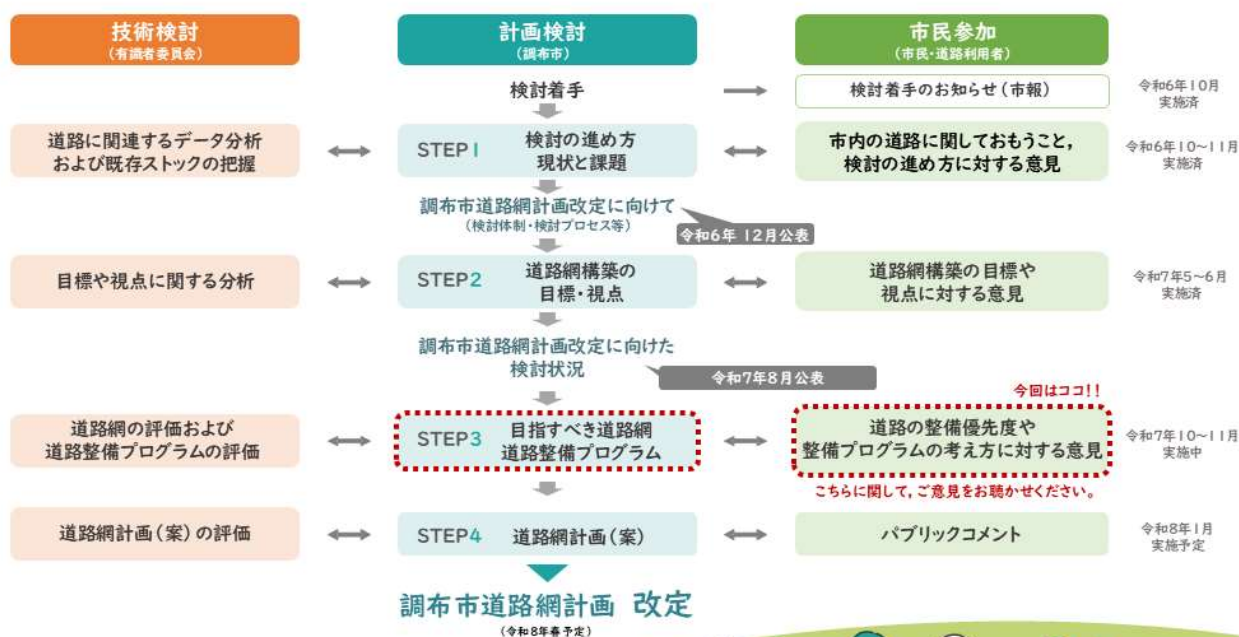 技術検討
(有識者委員会)
計画検討
(調布市)
市民参加
(市民・道路利用者)
検討着手
検討着手のお知らせ(市報)
令和6年10月
実施済
道路に関連するデータ分析
および既存ストックの把握
STEP1
検討の進め方
現状と課題
市内の道路に関しておもうこと,
検討の進め方に対する意見
令和6年10~11月
実施済
調布市道路網計画改定に向けて
(検討体制・検討プロセス等)
令和6年 12月公表
目標や視点に関する分析
STEP2
道路網構築の
目標・視点
道路網構築の目標や
視点に対する意見
令和7年5~6月
実施済
調布市道路網計画改定に向けた
検討状況
令和7年8月公表
今回はココ!!
道路網の評価および
道路整備プログラムの評価
STEP3
目指すべき道路網
道路整備プログラム
道路の整備優先度や
整備プログラムの考え方に対する意見
令和7年10~11月
実施中
こちらに関して,ご意見をお聴かせください。
道路網計画(案)の評価
STEP4
道路網計画(案)
パブリックコメント
令和8年1月
実施予定
調布市道路網計画 改定
(令和8年春予定)